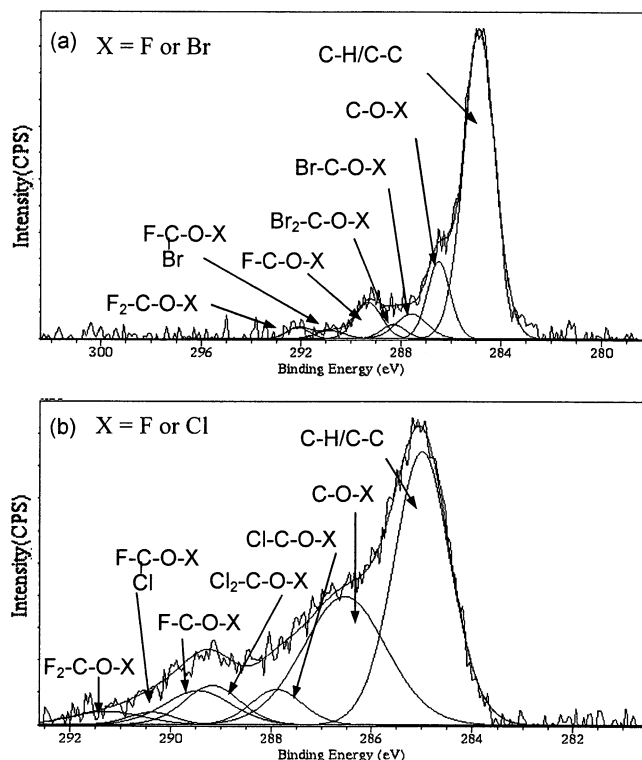 (a) X = F or Br
C-H/C-C
C-O-X
Br-C-O-X
Br₂-C-O-X
F-C-O-X
Br
F-C-O-X
F₂-C-O-X
Intensity(CPS)
300 296 292 288 284 280
Binding Energy (eV)
(b) X = F or Cl
C-H/C-C
C-O-X
Cl-C-O-X
F-C-O-X
Cl
Cl₂-C-O-X
F-C-O-X
F₂-C-O-X
Intensity(CPS)
292 290 288 286 284 282
Binding Energy (eV)